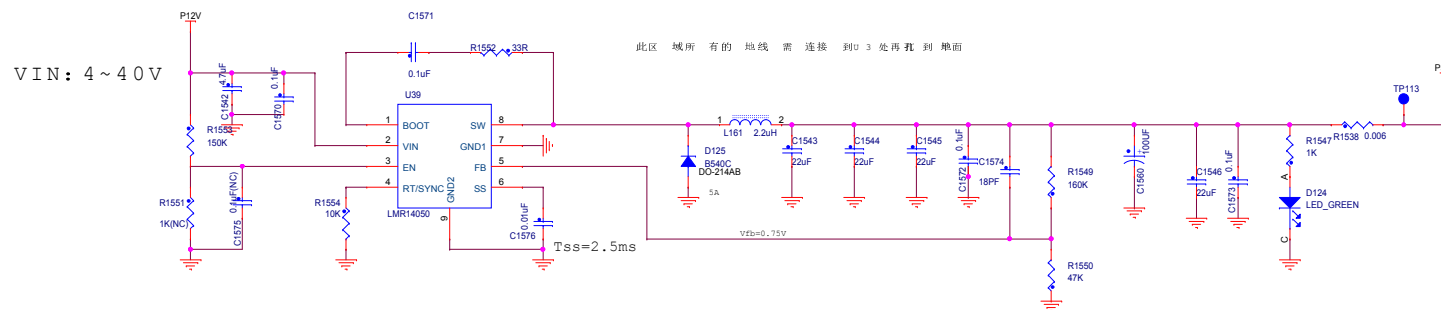 P12V
C1571
R1552 33R
此区 域所 有的 地线 需 连接 到U 3 处再孔 到 地面
VIN: 4~40V
0.1uF
P
TP113
4.7uF
C1542
0.1uF
C1570
U39
R1553
150K
1 BOOT
SW 8
2 VIN
GND1 7
3 EN
FB 5
4 RT/SYNC
SS 6
GND2
9
LMR14050
1 2
L161 2.2uH
D125
B540C
DO-214AB
5A
C1543
22uF
C1544
22uF
C1545
22uF
0.1uF
C1572
C1574
18PF
R1549
160K
100UF
C1560
C1546
22uF
0.1uF
C1573
R1547
1K
R1538 0.006
A
D124
LED_GREEN
C
R1551
1K(NC)
0.1uF(NC)
C1575
R1554
10K
0.01uF
C1576
Tss=2.5ms
Vfb=0.75V
R1550
47K